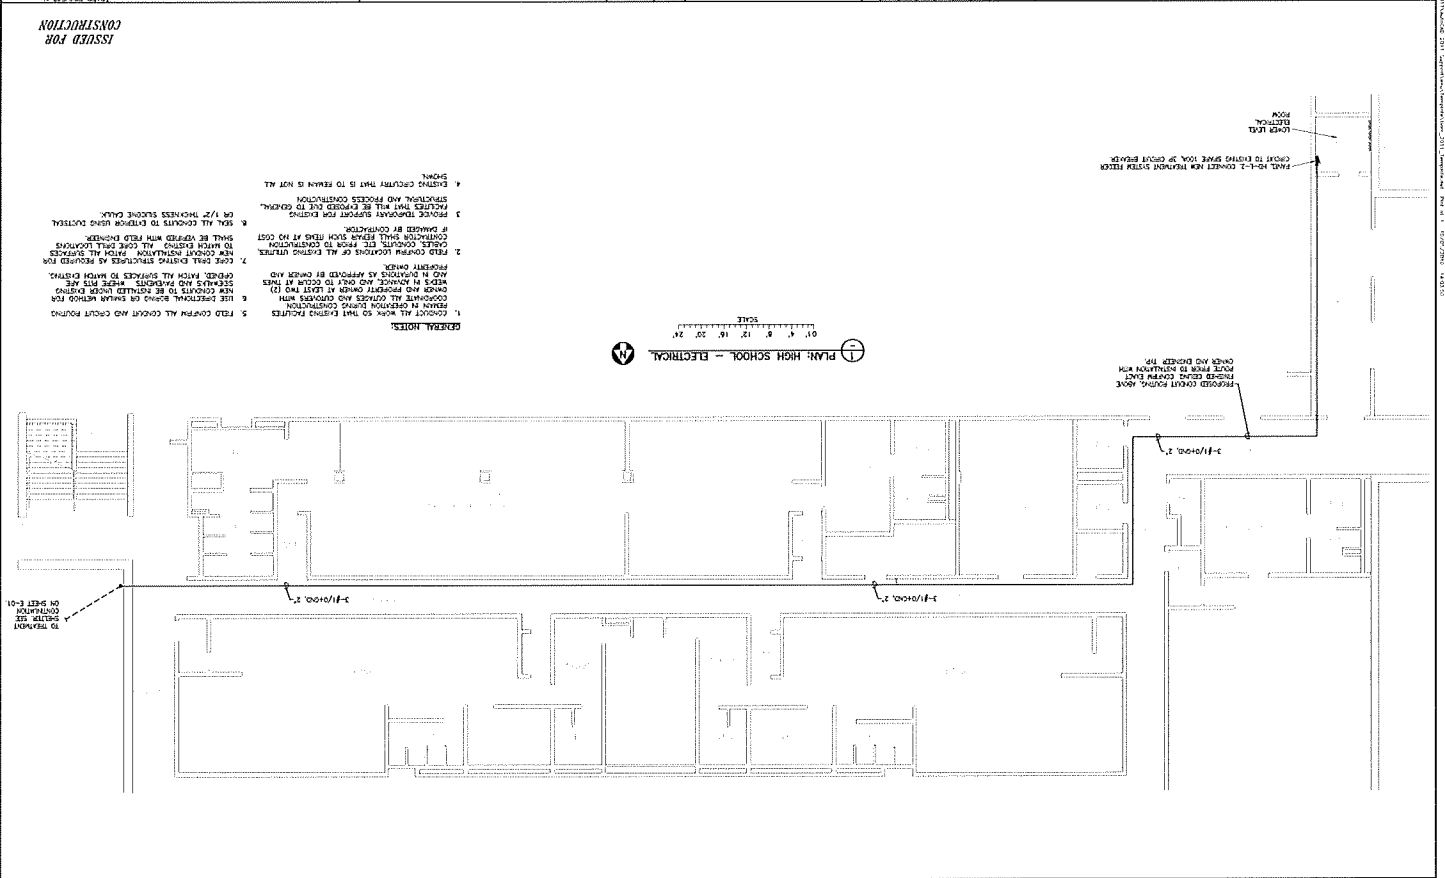 TO TREATMENT
SHELTER SEE
CONTINUATION
ON SHEET E-01.
3-#1/0+GND, 2"
3-#1/0+GND, 2"
3-#1/0+GND, 2"
PROPOSED CONDUIT ROUTING, ABOVE
FINISHED CEILING CONFIRM EXACT
ROUTE PRIOR TO INSTALLATION WITH
OWNER AND ENGINEER TYP.
1
PLAN: HIGH SCHOOL - ELECTRICAL
N
0 1' 4' 8' 12' 16' 20' 24'
SCALE
GENERAL NOTES:
1. CONDUCT ALL WORK SO THAT EXISTING FACILITIES
REMAIN IN OPERATION DURING CONSTRUCTION
COORDINATE ALL OUTAGES AND CUTOVERS WITH
OWNER AND PROPERTY OWNER AT LEAST TWO (2)
WEEKS IN ADVANCE, AND ONLY TO OCCUR AT TIMES
AND IN DURATIONS AS APPROVED BY OWNER AND
PROPERTY OWNER.
2. FIELD CONFIRM LOCATIONS OF ALL EXISTING UTILITIES,
CABLES, CONDUITS, ETC. PRIOR TO CONSTRUCTION
CONTRACTOR SHALL REPAIR SUCH ITEMS AT NO COST
IF DAMAGED BY CONTRACTOR.
3 PROVIDE TEMPORARY SUPPORT FOR EXISTING
FACILITIES THAT WILL BE EXPOSED DUE TO GENERAL,
STRUCTURAL AND PROCESS CONSTRUCTION
4. EXISTING CIRCUITRY THAT IS TO REMAIN IS NOT ALL
SHOWN.
5. FIELD CONFIRM ALL CONDUIT AND CIRCUIT ROUTING
6 USE DIRECTIONAL BORING OR SIMILAR METHOD FOR
NEW CONDUITS TO BE INSTALLED UNDER EXISTING
SIDEWALKS AND PAVEMENTS WHERE PITS ARE
OPENED, PATCH ALL SURFACES TO MATCH EXISTING.
7. CORE DRILL EXISTING STRUCTURES AS REQUIRED FOR
NEW CONDUIT INSTALLATION PATCH ALL SURFACES
TO MATCH EXISTING ALL CORE DRILL LOCATIONS
SHALL BE VERIFIED WITH FIELD ENGINEER.
8. SEAL ALL CONDUITS TO EXTERIOR USING DUCTSEAL
OR 1/2" THICKNESS SILICONE CAULK.
PANEL HD-L-2. CONNECT NEW TREATMENT SYSTEM FEEDER
CIRCUIT TO EXISTING SPARE 100A, 3P CIRCUIT BREAKER
LOWER LEVEL
ELECTRICAL
ROOM
ISSUED FOR
CONSTRUCTION